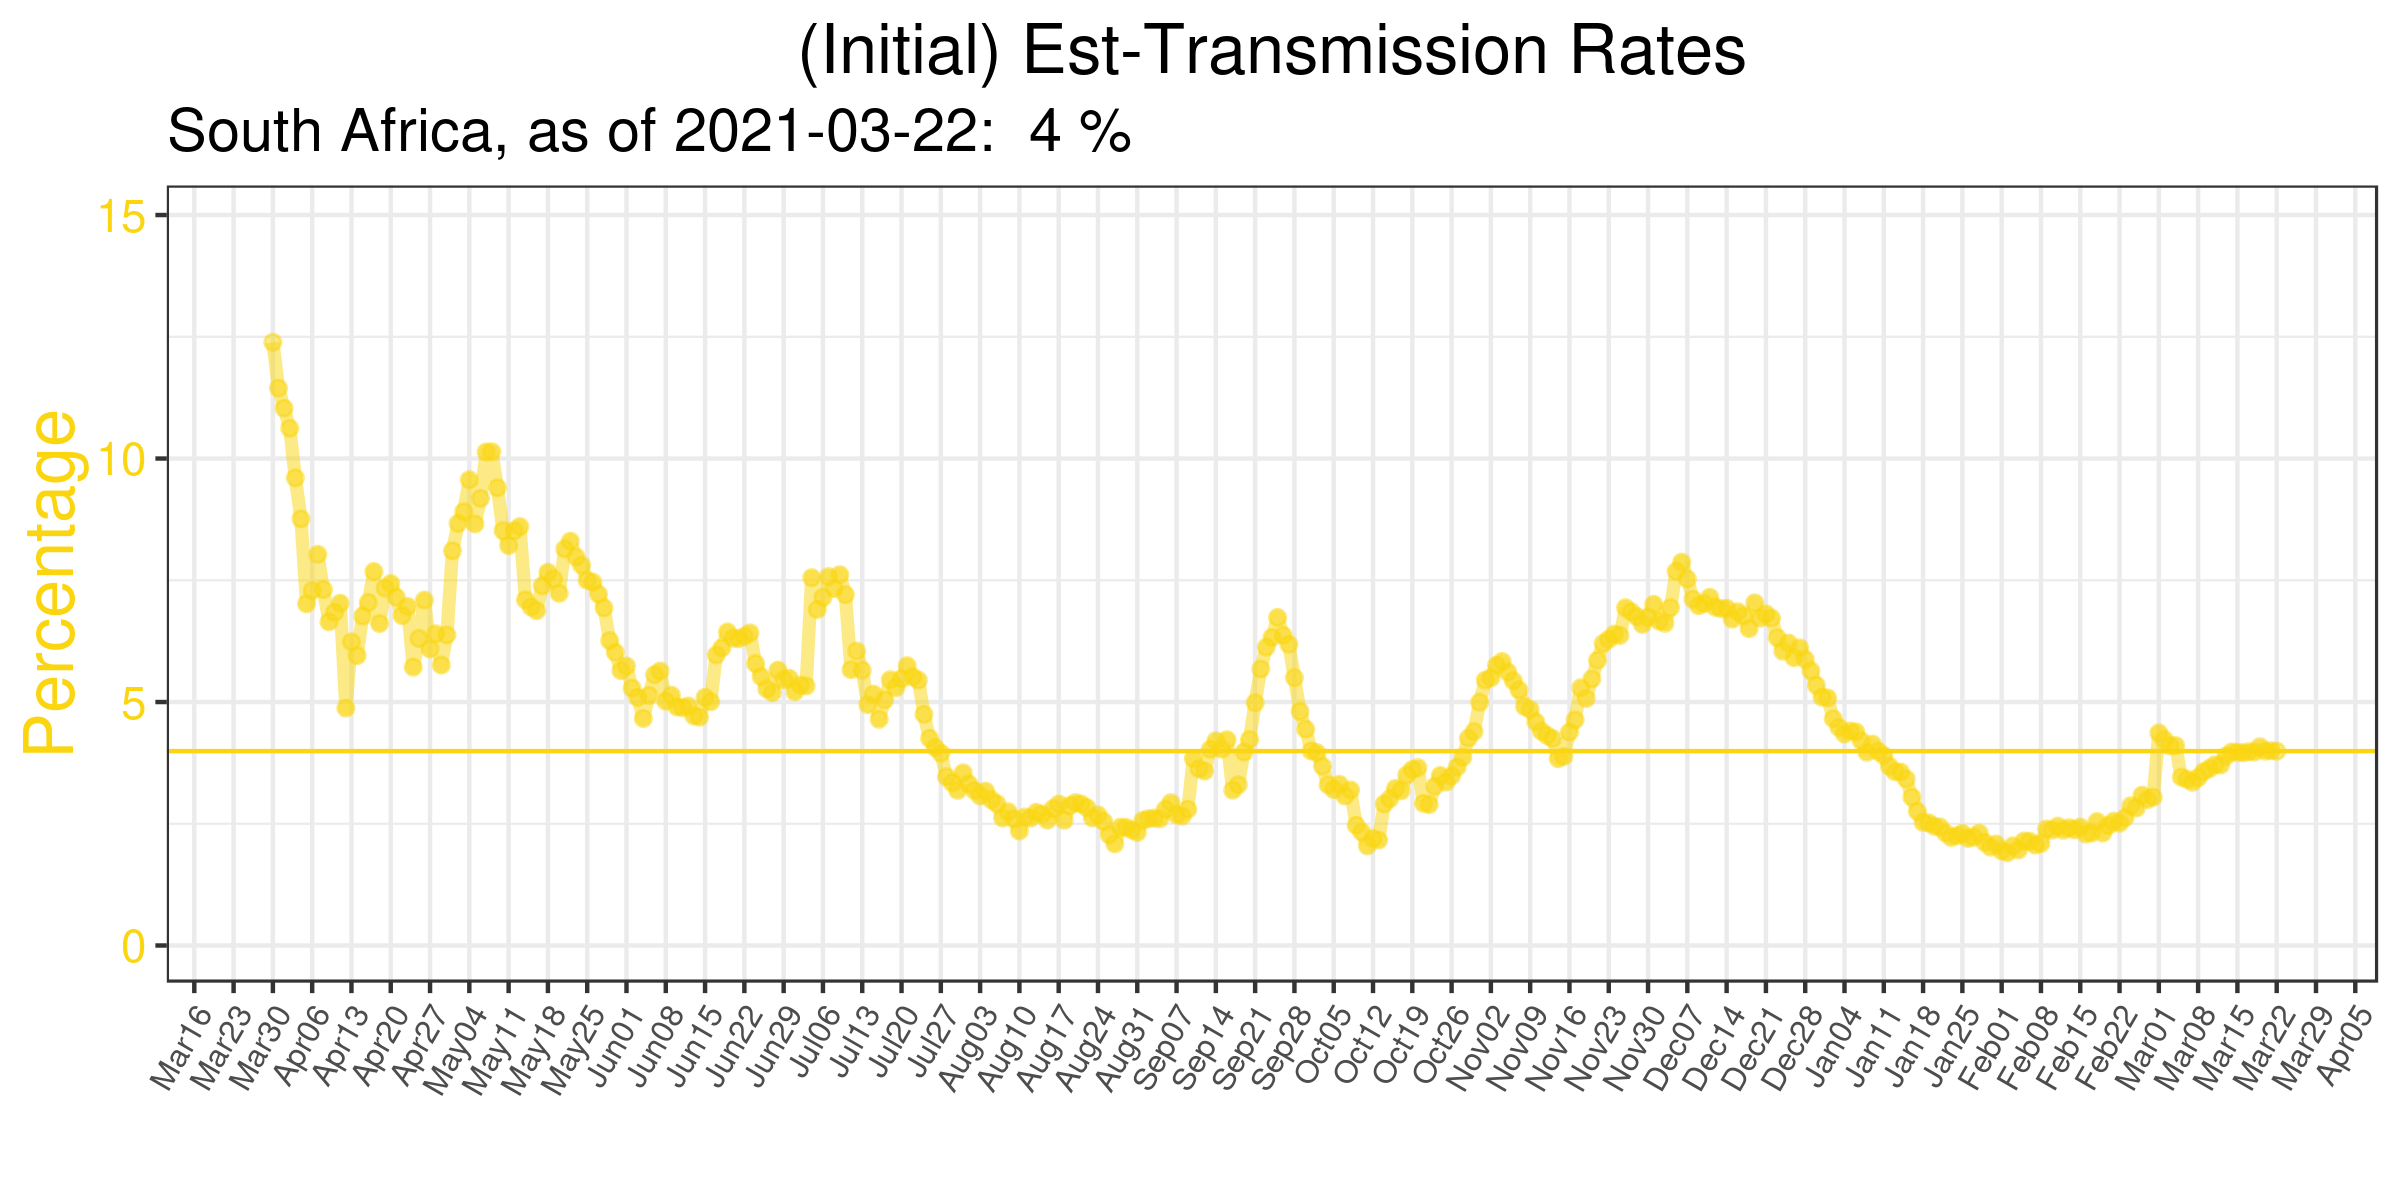 (Initial) Est-Transmission Rates
South Africa, as of 2021-03-22:  4 %
Percentage
15
10
5
0
Mar16
Mar23
Mar30
Apr06
Apr13
Apr20
Apr27
May04
May11
May18
May25
Jun01
Jun08
Jun15
Jun22
Jun29
Jul06
Jul13
Jul20
Jul27
Aug03
Aug10
Aug17
Aug24
Aug31
Sep07
Sep14
Sep21
Sep28
Oct05
Oct12
Oct19
Oct26
Nov02
Nov09
Nov16
Nov23
Nov30
Dec07
Dec14
Dec21
Dec28
Jan04
Jan11
Jan18
Jan25
Feb01
Feb08
Feb15
Feb22
Mar01
Mar08
Mar15
Mar22
Mar29
Apr05